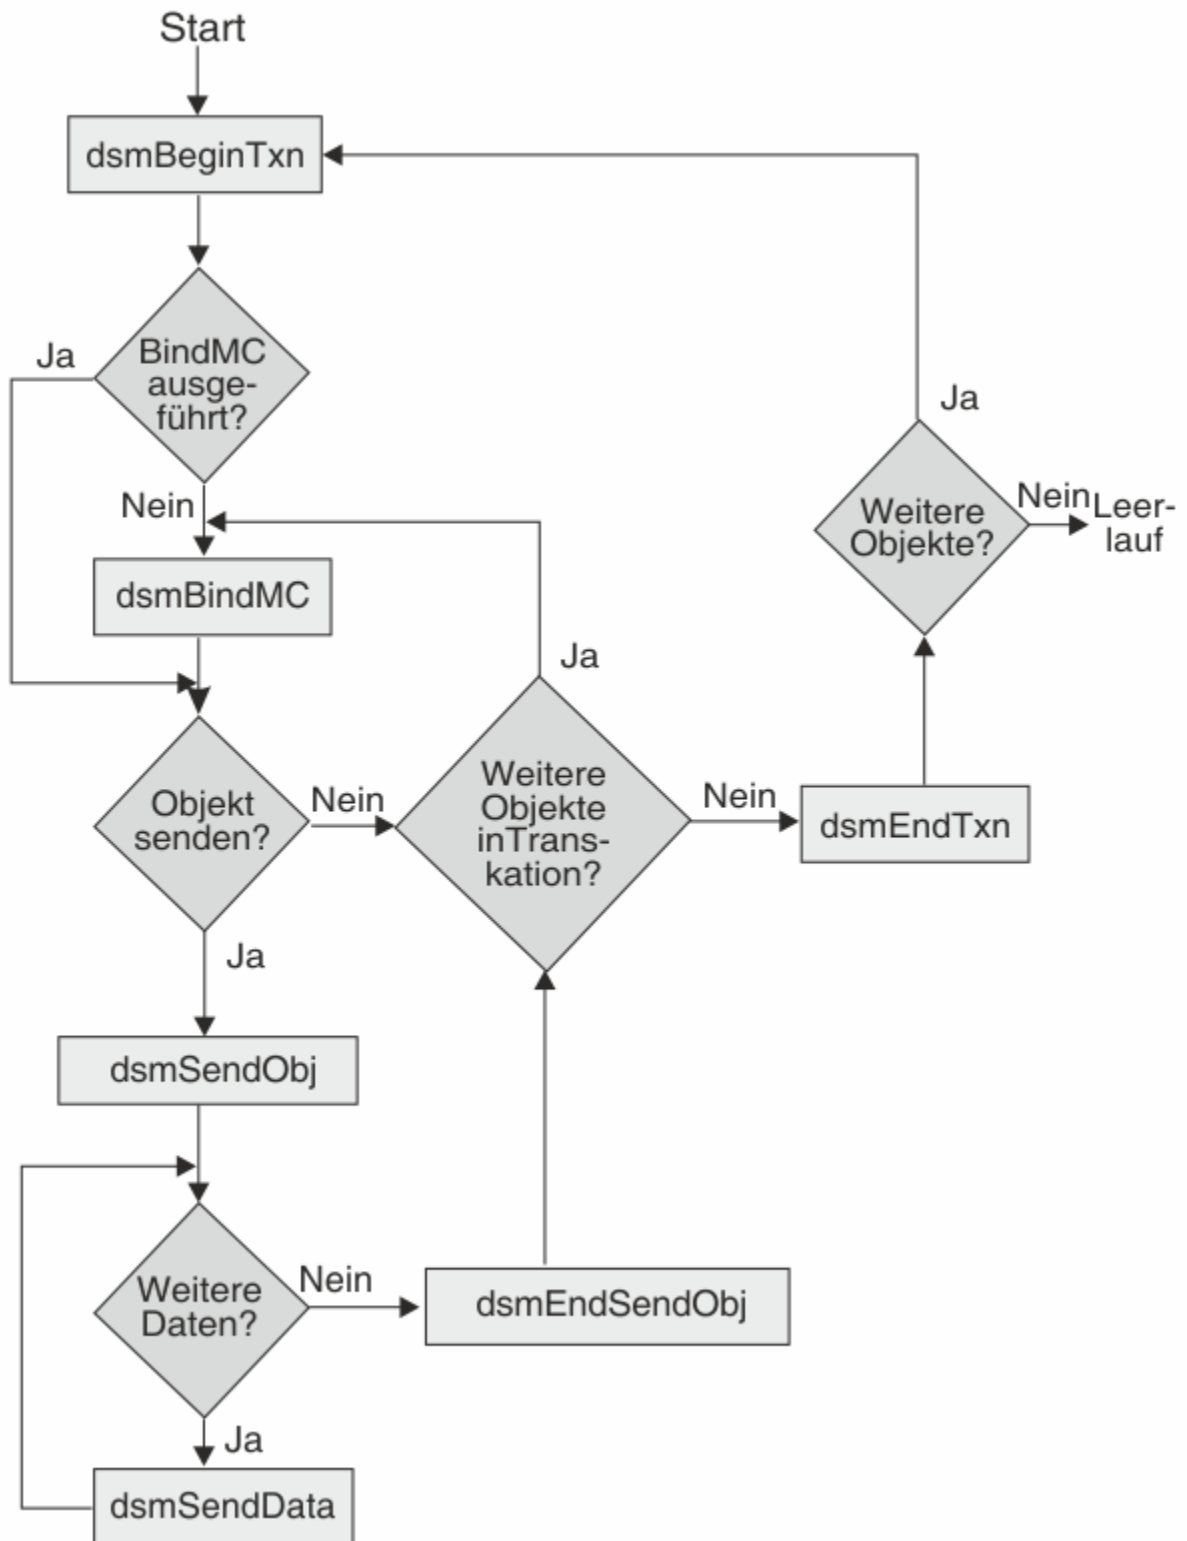 Start
dsmBeginTxn
Ja
BindMC
ausge-
führt?
Nein
dsmBindMC
Objekt
senden?
Nein
Ja
Weitere
Objekte
inTrans-
kation?
Ja
Nein
dsmEndTxn
Weitere
Objekte?
Ja
Nein
Leer-
lauf
dsmSendObj
Weitere
Daten?
Nein
dsmEndSendObj
Ja
dsmSendData